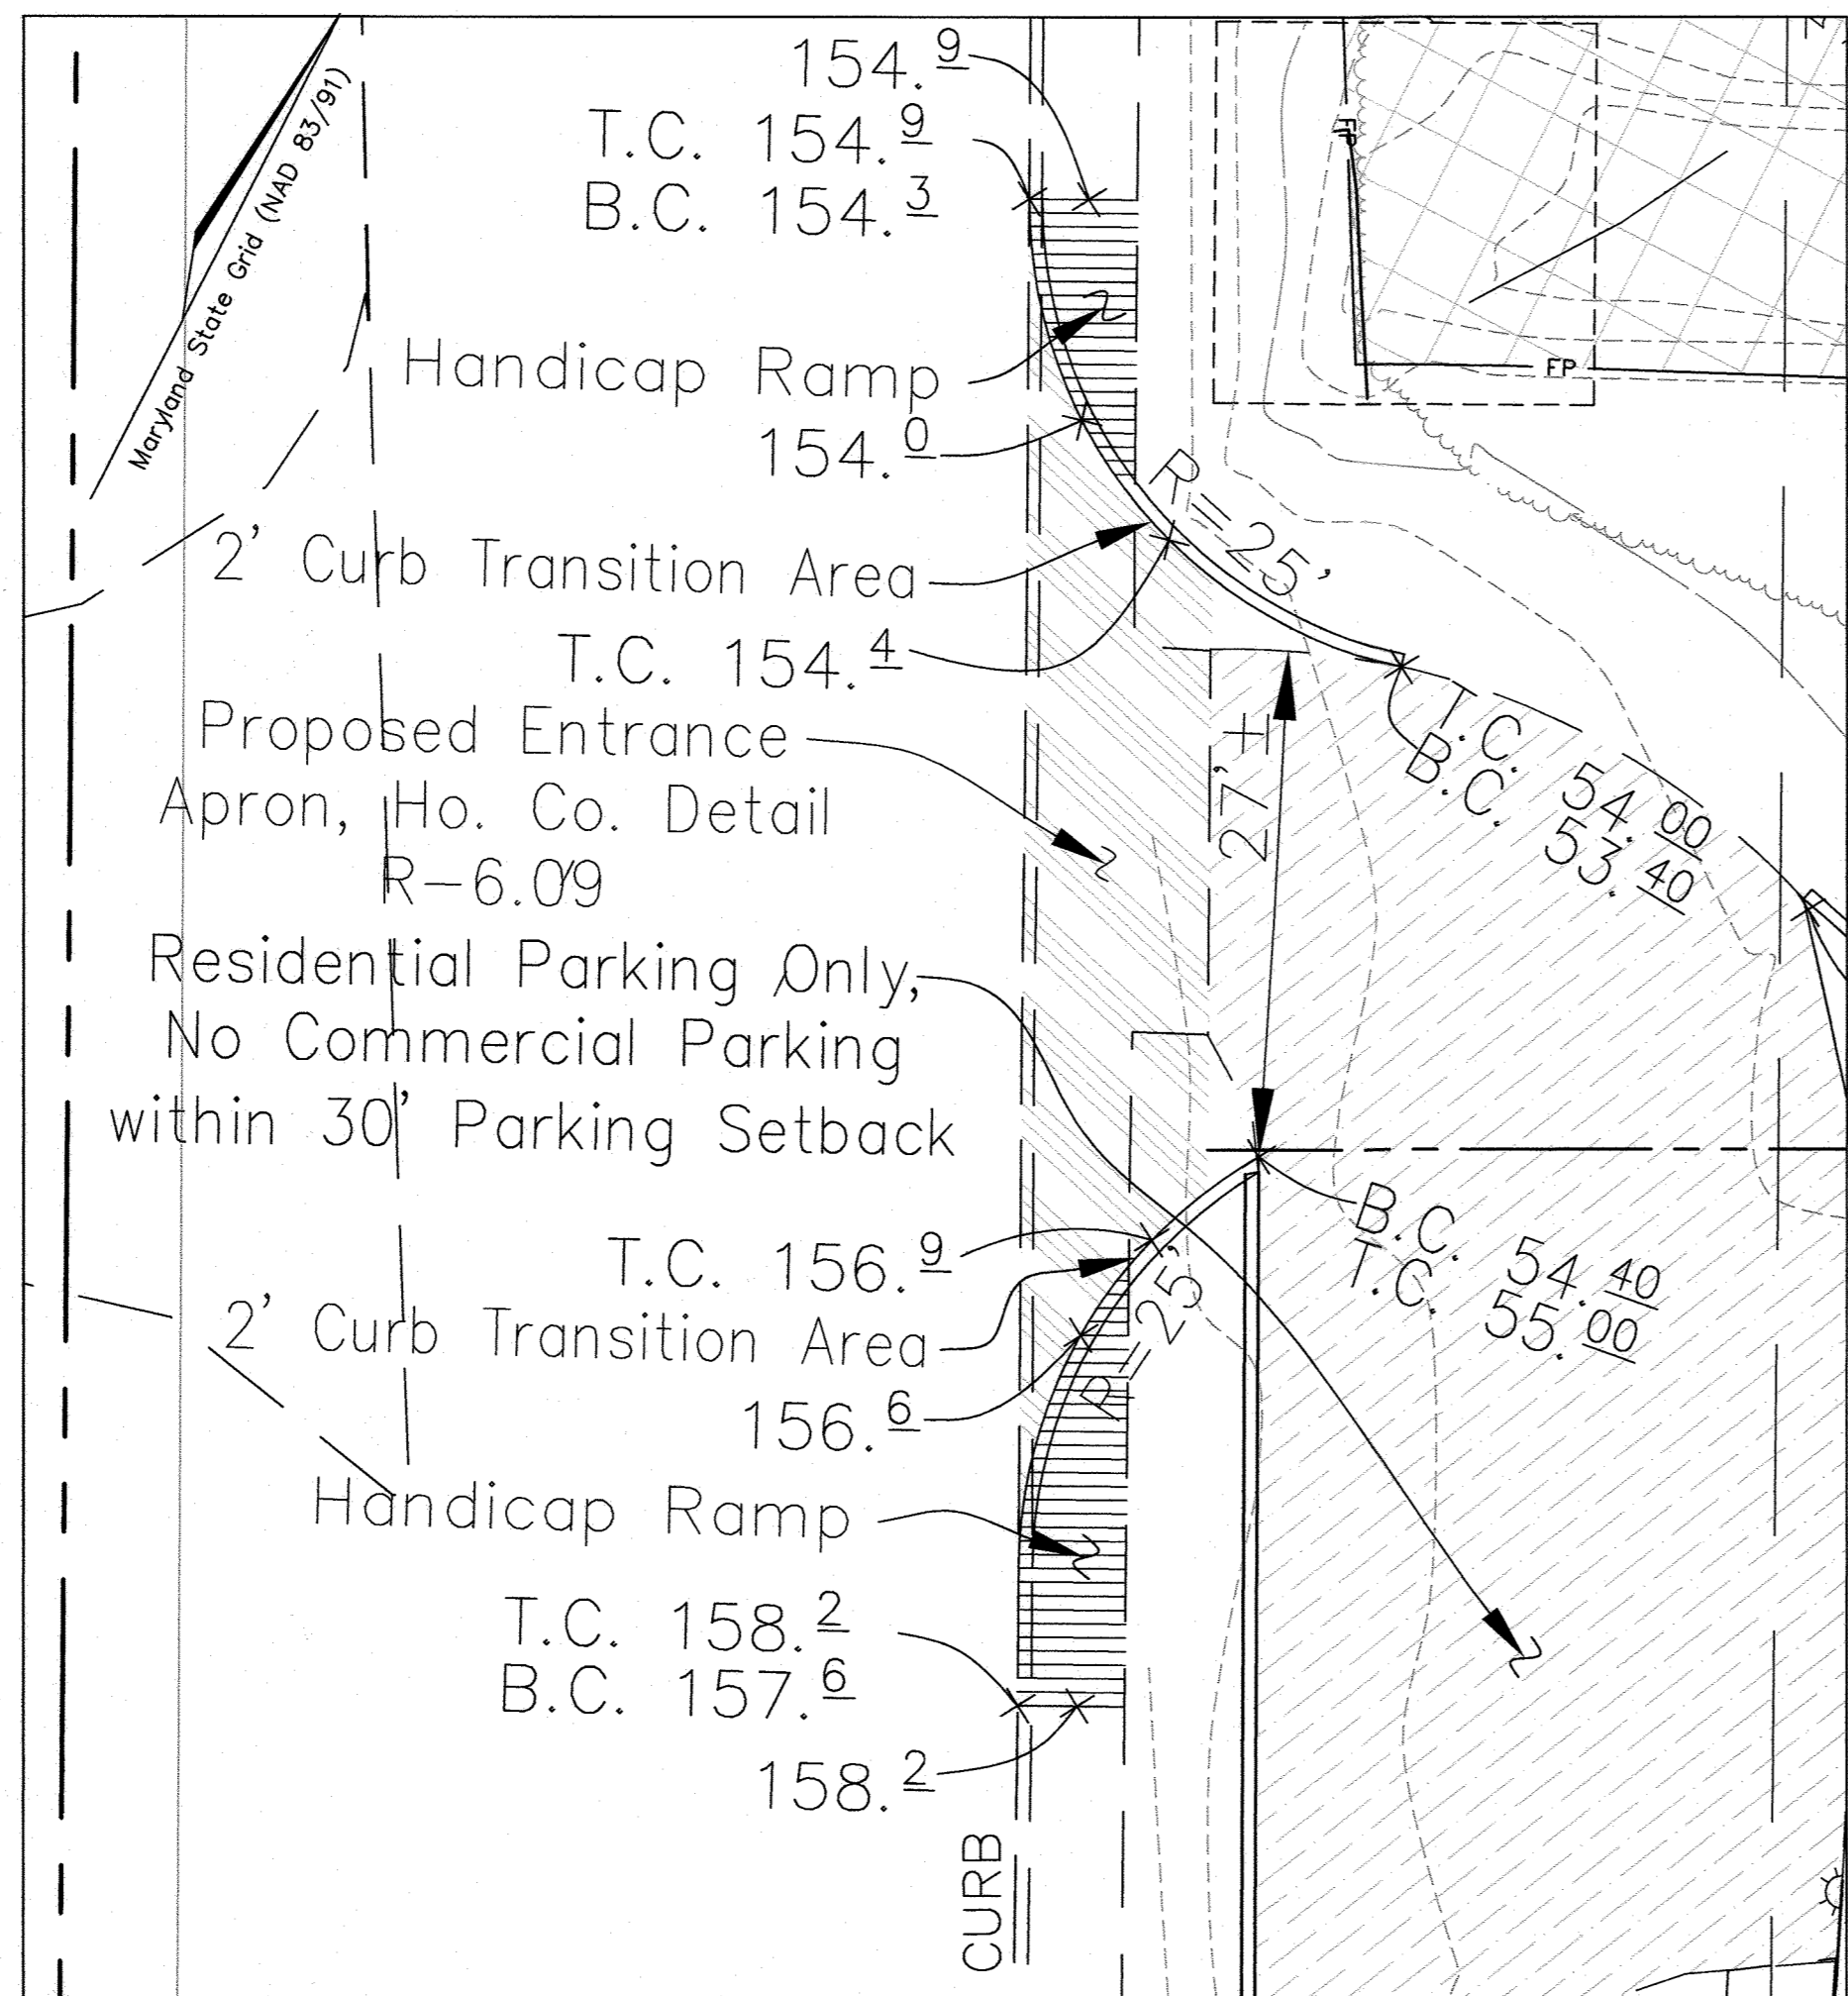 154.9
T.C. 154.9
B.C. 154.3
Maryland State Grid (NAD 83/91)
Handicap Ramp
154.0
FP
FP
R=25'
2' Curb Transition Area
T.C. 154.4
Proposed Entrance
Apron, Ho. Co. Detail
R-6.09
27'±
T.C. 54.00
B.C. 53.40
Residential Parking Only,
No Commercial Parking
within 30' Parking Setback
T.C. 156.9
2' Curb Transition Area
156.6
R=25'
B.C. 54.40
T.C. 55.00
Handicap Ramp
T.C. 158.2
B.C. 157.6
158.2
CURB